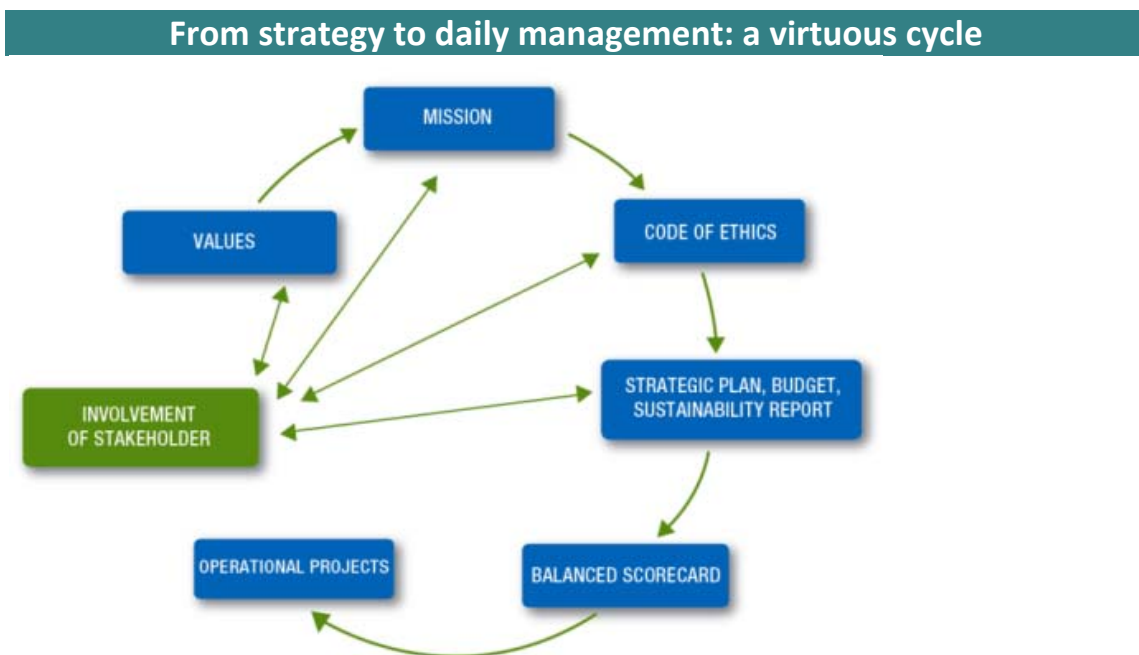 From strategy to daily management: a virtuous cycle
MISSION
VALUES
CODE OF ETHICS
STRATEGIC PLAN, BUDGET,
SUSTAINABILITY REPORT
INVOLVEMENT
OF STAKEHOLDER
OPERATIONAL PROJECTS
BALANCED SCORECARD